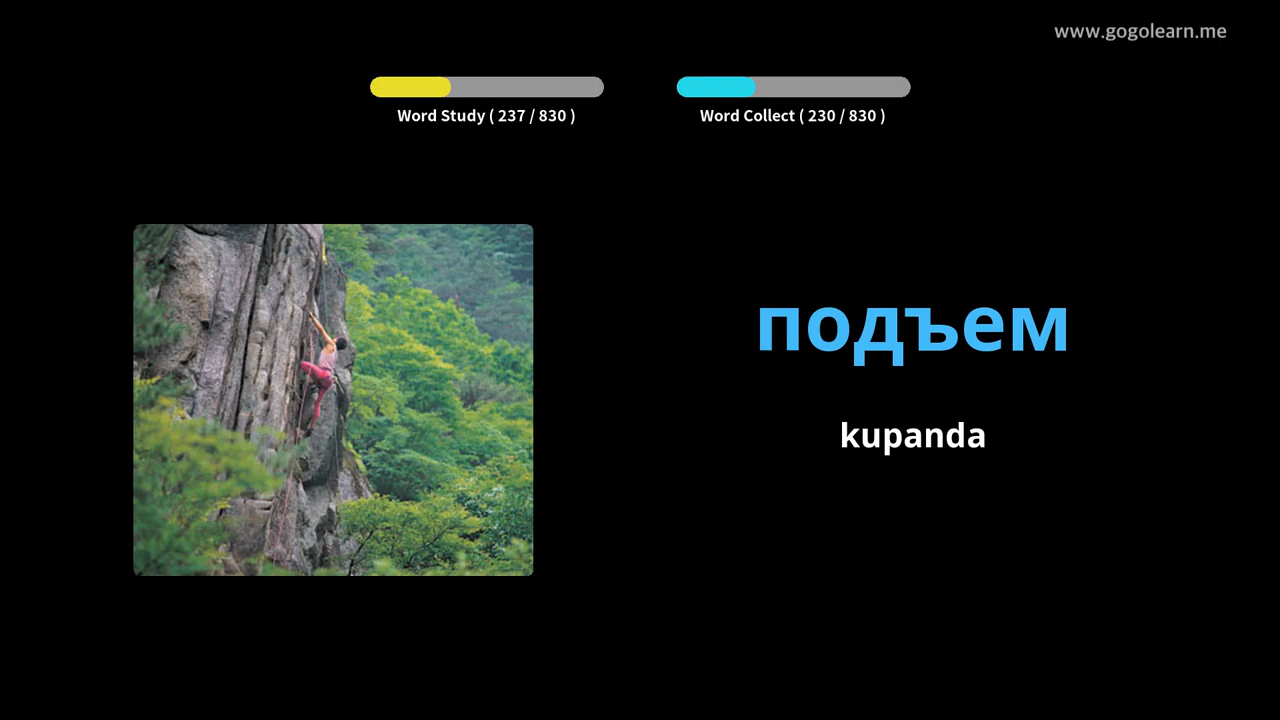 www.gogolearn.me
Word Study ( 237 / 830 )
Word Collect ( 230 / 830 )
подъем
kupanda